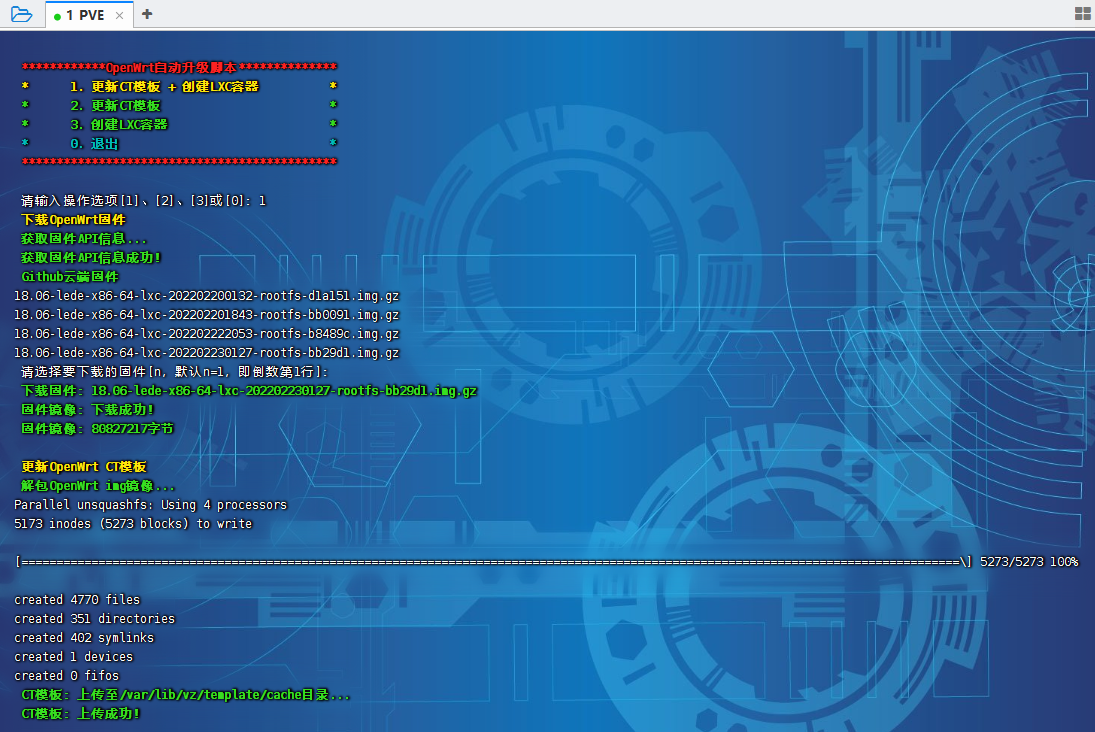 1 PVE × +
************OpenWrt自动升级脚本**************
* 1. 更新CT模板 + 创建LXC容器 *
* 2. 更新CT模板 *
* 3. 创建LXC容器 *
* 0. 退出 *
*********************************************
请输入操作选项[1]、[2]、[3]或[0]: 1
下载OpenWrt固件
获取固件API信息...
获取固件API信息成功!
Github云端固件
18.06-lede-x86-64-lxc-202202200132-rootfs-d1a151.img.gz
18.06-lede-x86-64-lxc-202202201843-rootfs-bb0091.img.gz
18.06-lede-x86-64-lxc-202202222053-rootfs-b8489c.img.gz
18.06-lede-x86-64-lxc-202202230127-rootfs-bb29d1.img.gz
请选择要下载的固件[n, 默认n=1, 即倒数第1行]:
下载固件: 18.06-lede-x86-64-lxc-202202230127-rootfs-bb29d1.img.gz
固件镜像: 下载成功!
固件镜像: 80827217字节
更新OpenWrt CT模板
解包OpenWrt img镜像...
Parallel unsquashfs: Using 4 processors
5173 inodes (5273 blocks) to write
[======================================================================================================================================\] 5273/5273 100%
created 4770 files
created 351 directories
created 402 symlinks
created 1 devices
created 0 fifos
CT模板: 上传至/var/lib/vz/template/cache目录...
CT模板: 上传成功!